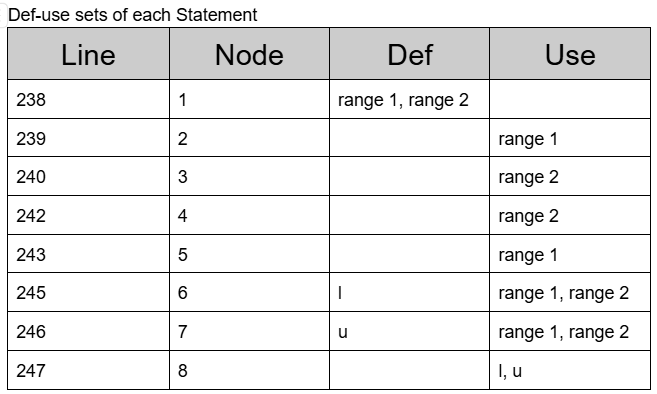 Def-use sets of each Statement
Line Node Def Use
238 1 range 1, range 2
239 2 range 1
240 3 range 2
242 4 range 2
243 5 range 1
245 6 l range 1, range 2
246 7 u range 1, range 2
247 8 l, u